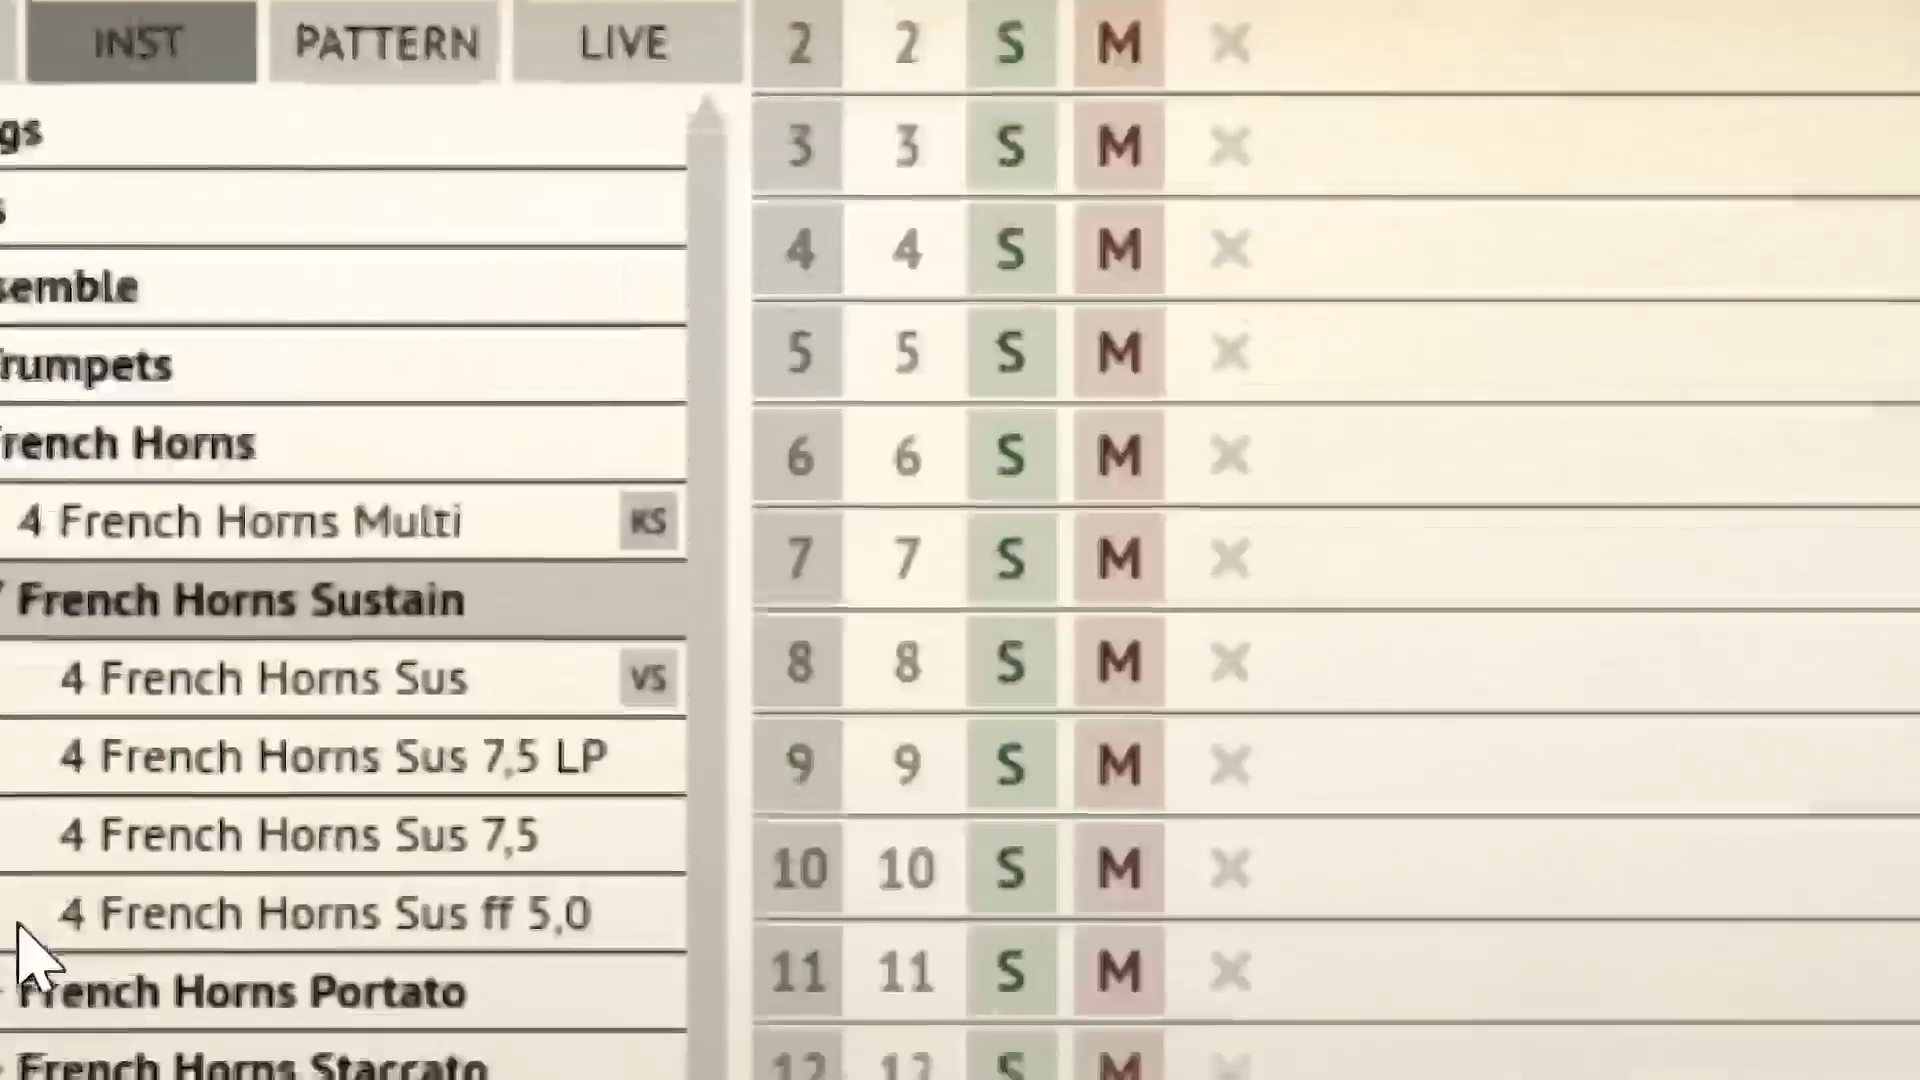 INST PATTERN LIVE
gs
s
semble
rumpets
rench Horns
4 French Horns Multi KS
French Horns Sustain
4 French Horns Sus VS
4 French Horns Sus 7,5 LP
4 French Horns Sus 7,5
4 French Horns Sus ff 5,0
French Horns Portato
French Horns Staccato
2 2 S M X
3 3 S M X
4 4 S M X
5 5 S M X
6 6 S M X
7 7 S M X
8 8 S M X
9 9 S M X
10 10 S M X
11 11 S M X
12 12 S M X